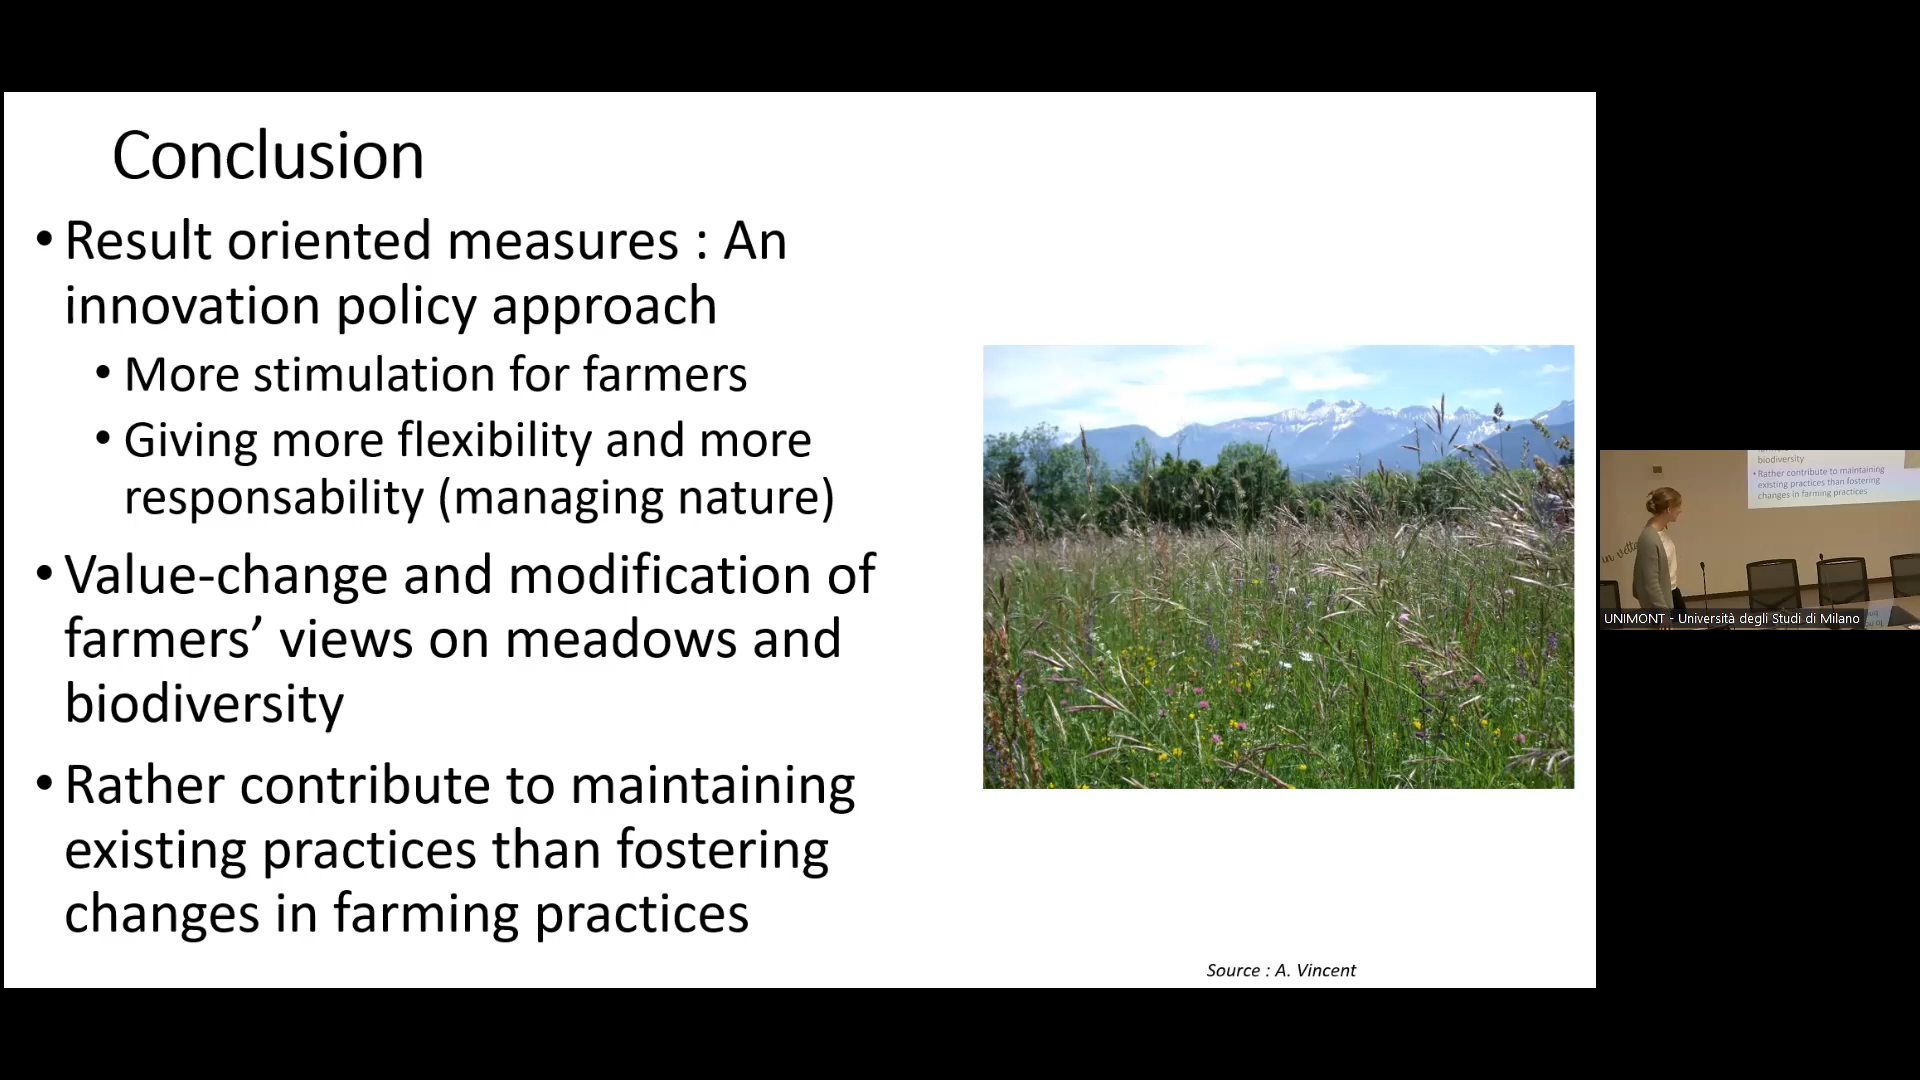 Conclusion
• Result oriented measures : An
innovation policy approach
• More stimulation for farmers
• Giving more flexibility and more
responsability (managing nature)
• Value-change and modification of
farmers’ views on meadows and
biodiversity
• Rather contribute to maintaining
existing practices than fostering
changes in farming practices
Source : A. Vincent
biodiversity
• Rather contribute to maintaining
existing practices than fostering
changes in farming practices
in vetta
UNIMONT - Università degli Studi di Milano